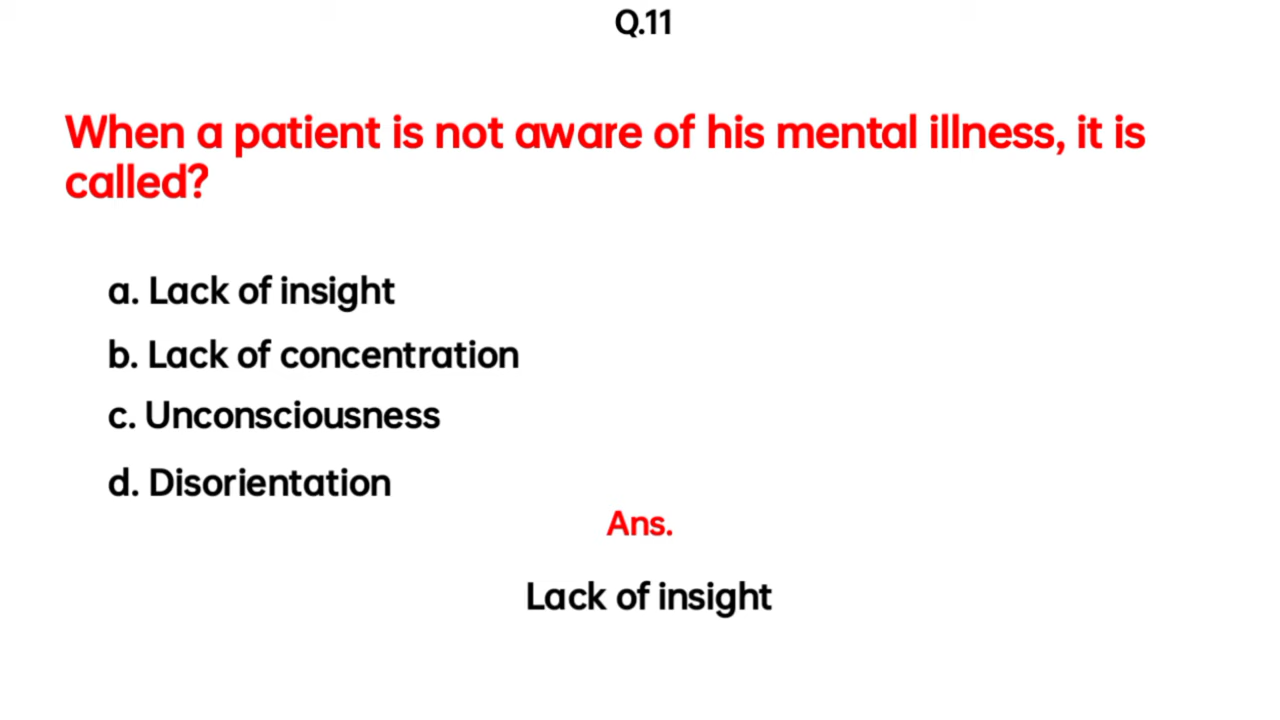 Q.11
When a patient is not aware of his mental illness, it is
called?
a. Lack of insight
b. Lack of concentration
c. Unconsciousness
d. Disorientation
Ans.
Lack of insight